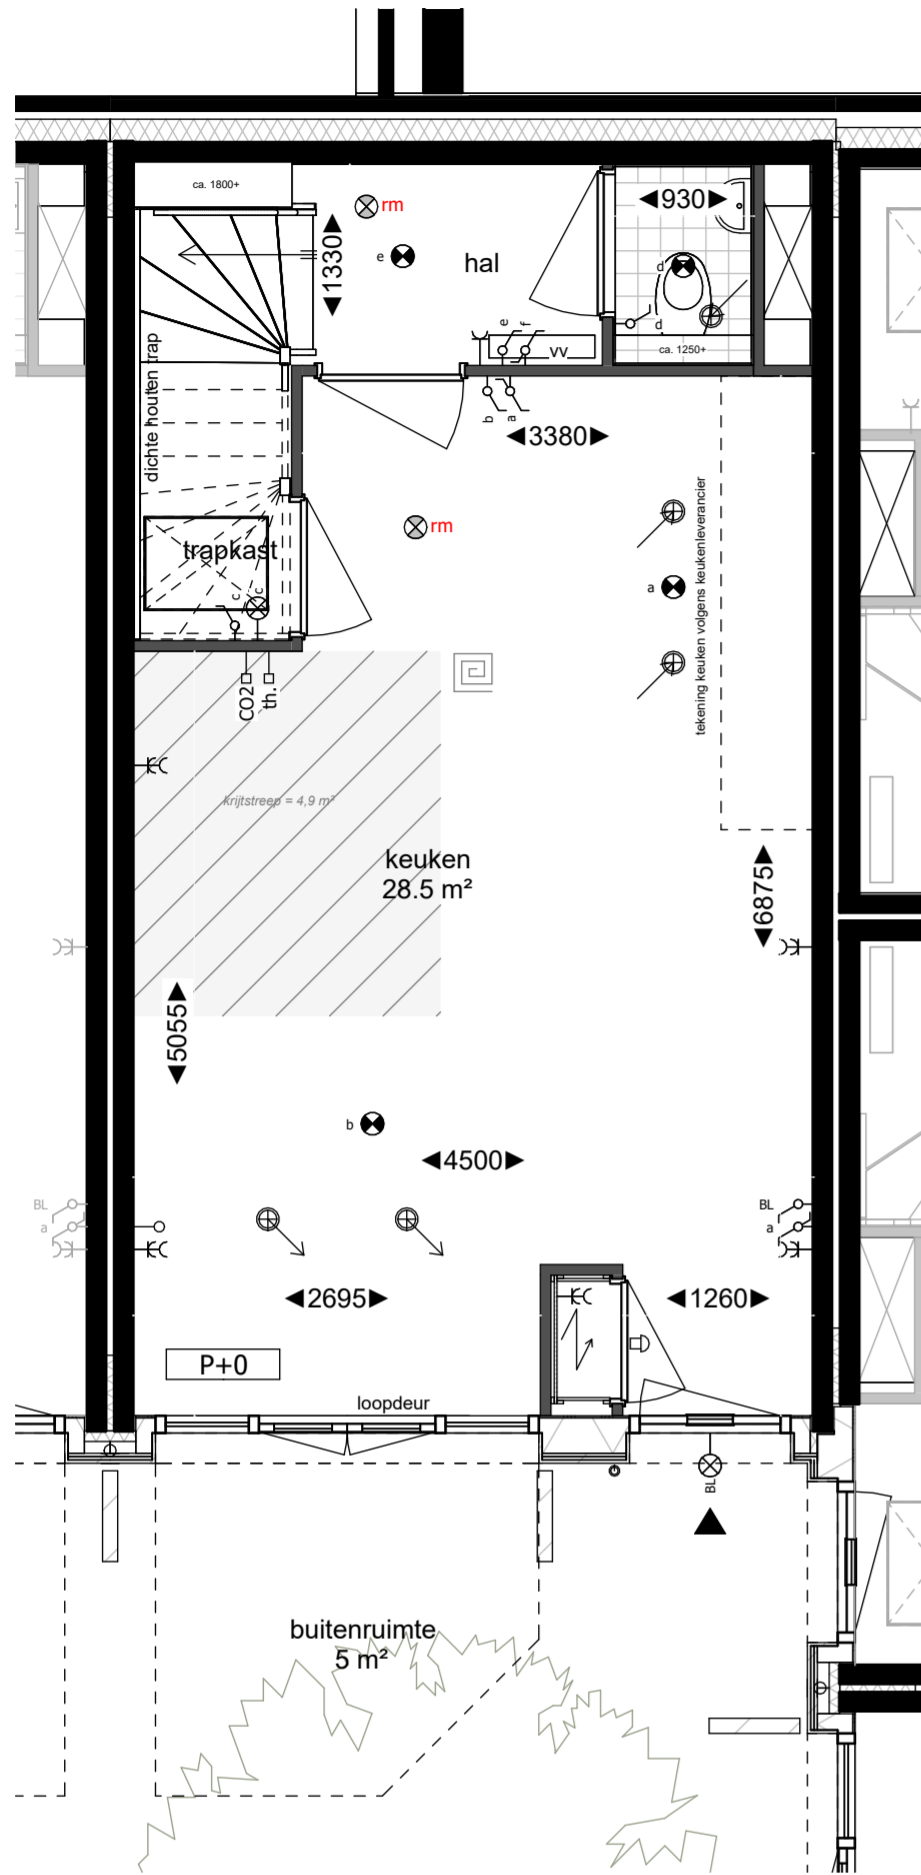 ca. 1800+
rm
e
hal
1330
930
d
d
ca. 1250+
e
f
vv
b
a
3380
dichte houten trap
trapkast
c
c
rm
a
tekening keuken volgens keukenleverancier
CO2
th.
krijtstreep = 4,9 m²
keuken
28.5 m²
6875
5055
b
4500
BL
a
BL
a
2695
1260
P+0
loopdeur
BL
buitenruimte
5 m²